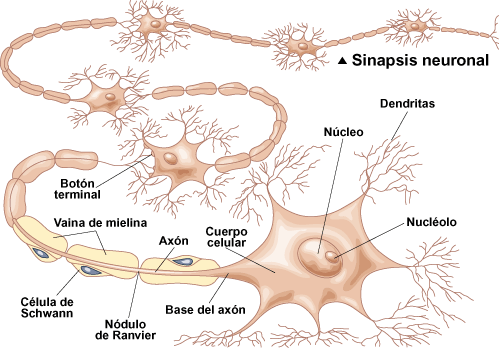 ▲ Sinapsis neuronal
Dendritas
Núcleo
Botón
terminal
Nucléolo
Vaina de mielina
Cuerpo
celular
Axón
Célula de
Schwann
Base del axón
Nódulo
de Ranvier